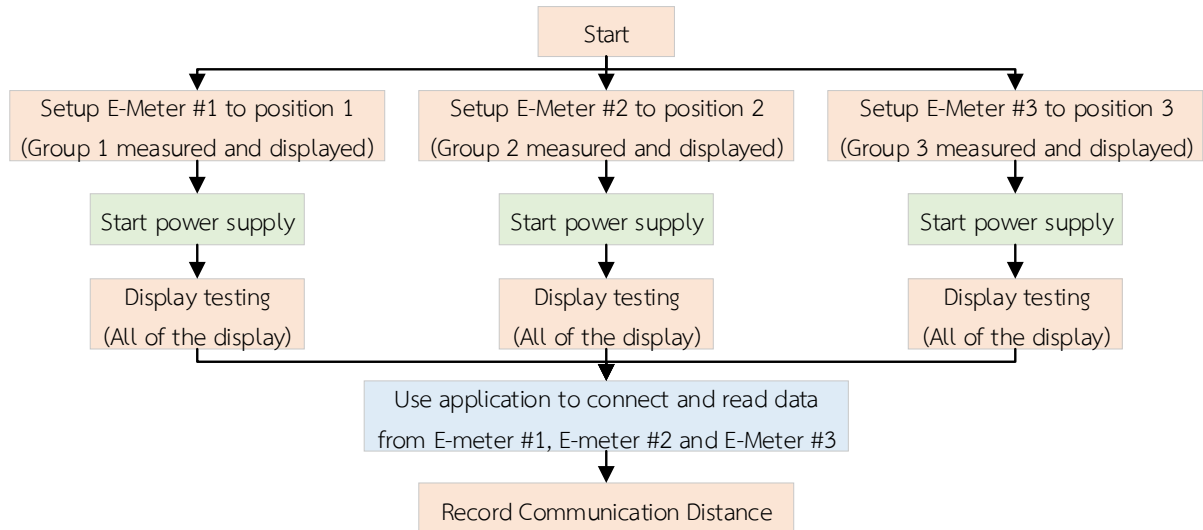 Start
Setup E-Meter #1 to position 1
(Group 1 measured and displayed)
Setup E-Meter #2 to position 2
(Group 2 measured and displayed)
Setup E-Meter #3 to position 3
(Group 3 measured and displayed)
Start power supply
Start power supply
Start power supply
Display testing
(All of the display)
Display testing
(All of the display)
Display testing
(All of the display)
Use application to connect and read data
from E-meter #1, E-meter #2 and E-Meter #3
Record Communication Distance